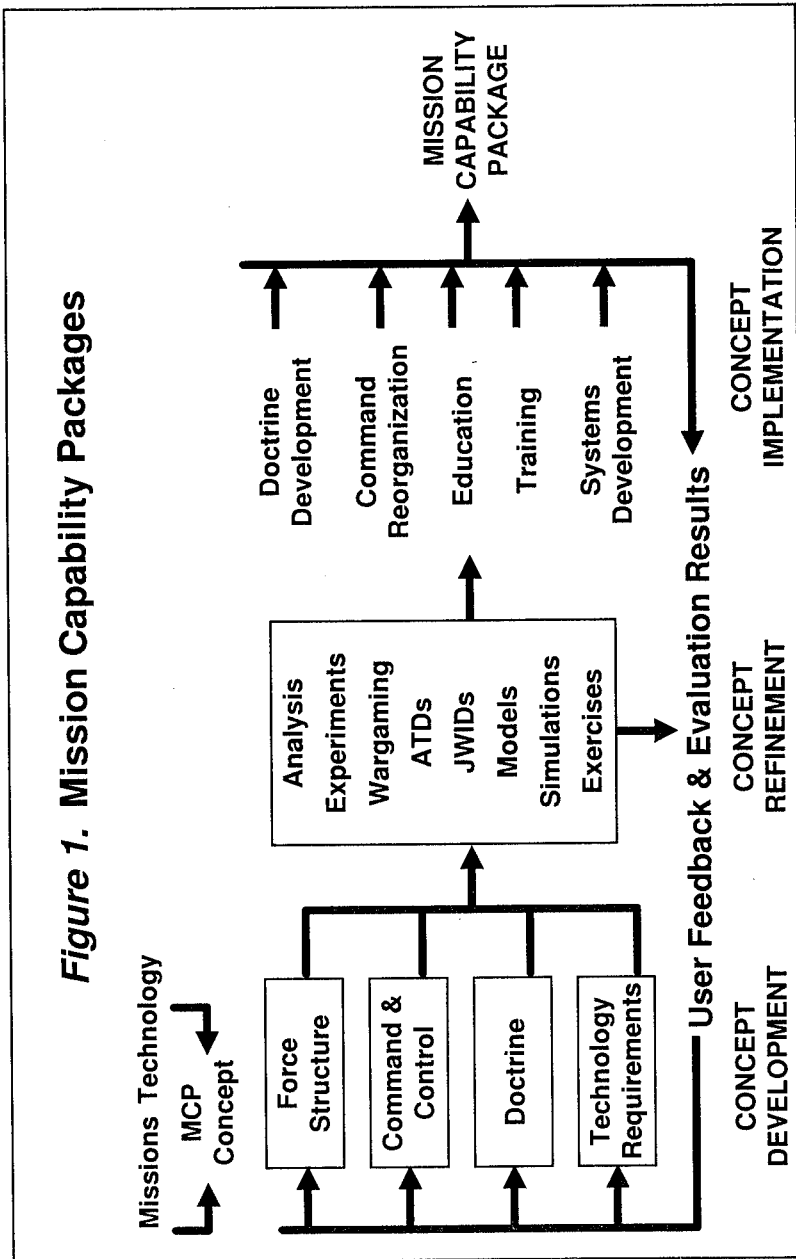 Figure 1. Mission Capability Packages
Missions Technology
MCP
Concept
Force
Structure
Command &
Control
Doctrine
Technology
Requirements
Analysis
Experiments
Wargaming
ATDs
JWIDs
Models
Simulations
Exercises
Doctrine
Development
Command
Reorganization
Education
Training
Systems
Development
MISSION
CAPABILITY
PACKAGE
User Feedback & Evaluation Results
CONCEPT
DEVELOPMENT
CONCEPT
REFINEMENT
CONCEPT
IMPLEMENTATION